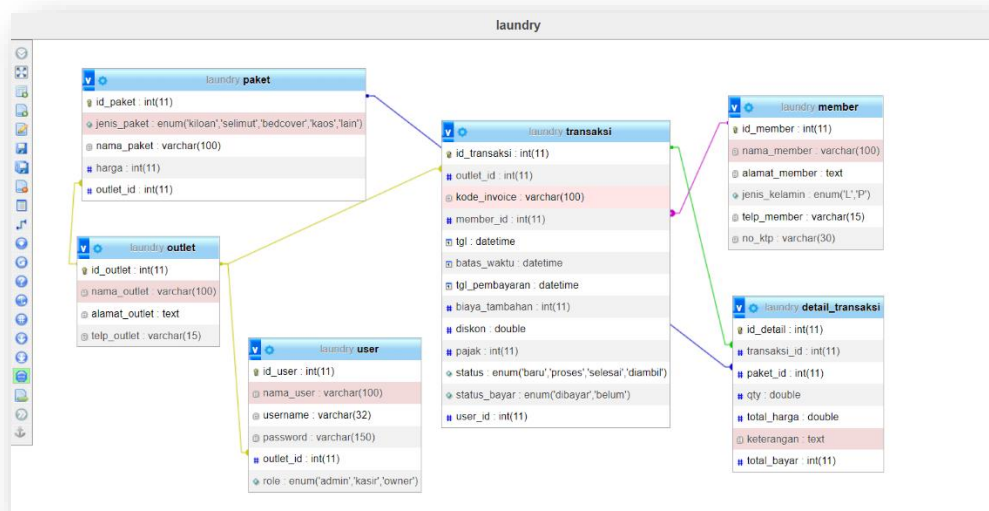 laundry
laundry paket
id_paket : int(11)
jenis_paket : enum('kiloan','selimut','bedcover','kaos','lain')
nama_paket : varchar(100)
harga : int(11)
outlet_id : int(11)
laundry outlet
id_outlet : int(11)
nama_outlet : varchar(100)
alamat_outlet : text
telp_outlet : varchar(15)
laundry user
id_user : int(11)
nama_user : varchar(100)
username : varchar(32)
password : varchar(150)
outlet_id : int(11)
role : enum('admin','kasir','owner')
laundry transaksi
id_transaksi : int(11)
outlet_id : int(11)
kode_invoice : varchar(100)
member_id : int(11)
tgl : datetime
batas_waktu : datetime
tgl_pembayaran : datetime
biaya_tambahan : int(11)
diskon : double
pajak : int(11)
status : enum('baru','proses','selesai','diambil')
status_bayar : enum('dibayar','belum')
user_id : int(11)
laundry member
id_member : int(11)
nama_member : varchar(100)
alamat_member : text
jenis_kelamin : enum('L','P')
telp_member : varchar(15)
no_ktp : varchar(30)
laundry detail_transaksi
id_detail : int(11)
transaksi_id : int(11)
paket_id : int(11)
qty : double
total_harga : double
keterangan : text
total_bayar : int(11)